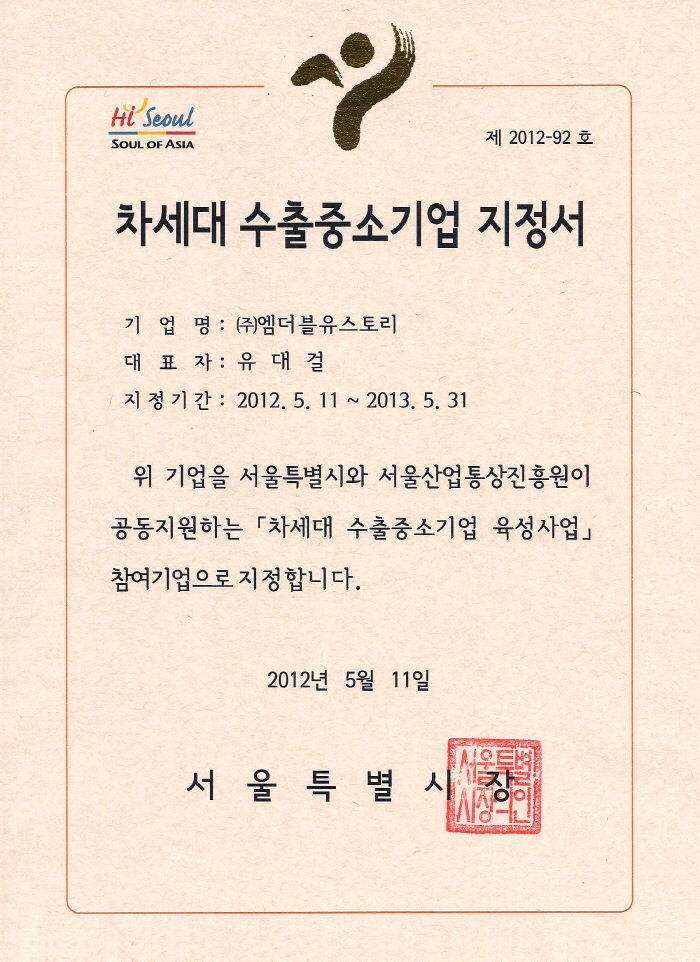 Hi Seoul
SOUL OF ASIA
제 2012-92 호
차세대 수출중소기업 지정서
기 업 명 : ㈜엠더블유스토리
대 표 자 : 유 대 걸
지정기간 : 2012. 5. 11 ~ 2013. 5. 31
위 기업을 서울특별시와 서울산업통상진흥원이
공동지원하는 「차세대 수출중소기업 육성사업」
참여기업으로 지정합니다.
2012년 5월 11일
서 울 특 별 시 장
서울특별
시장의인